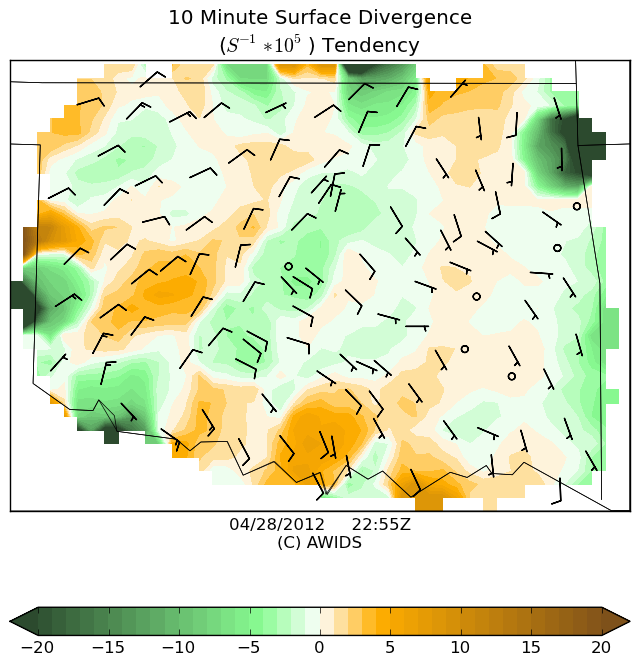 10 Minute Surface Divergence
(S⁻¹ ∗ 10⁵ ) Tendency
04/28/2012 22:55Z
(C) AWIDS
−20 −15 −10 −5 0 5 10 15 20